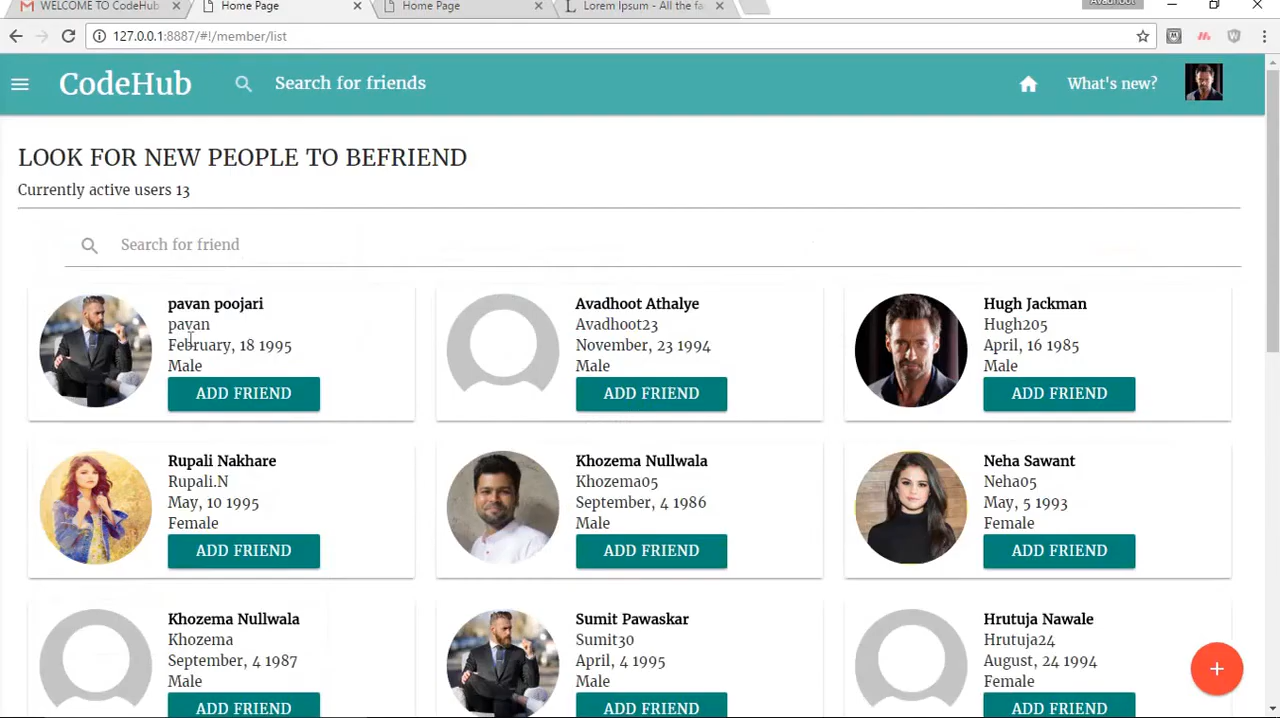 WELCOME TO CodeHub
Home Page
Home Page
Lorem Ipsum - All the fa
Avadhoot
127.0.0.1:8887/#!/member/list
CodeHub
Search for friends
What's new?
LOOK FOR NEW PEOPLE TO BEFRIEND
Currently active users 13
Search for friend
pavan poojari
pavan
February, 18 1995
Male
ADD FRIEND
Avadhoot Athalye
Avadhoot23
November, 23 1994
Male
ADD FRIEND
Hugh Jackman
Hugh205
April, 16 1985
Male
ADD FRIEND
Rupali Nakhare
Rupali.N
May, 10 1995
Female
ADD FRIEND
Khozema Nullwala
Khozema05
September, 4 1986
Male
ADD FRIEND
Neha Sawant
Neha05
May, 5 1993
Female
ADD FRIEND
Khozema Nullwala
Khozema
September, 4 1987
Male
ADD FRIEND
Sumit Pawaskar
Sumit30
April, 4 1995
Male
ADD FRIEND
Hrutuja Nawale
Hrutuja24
August, 24 1994
Female
ADD FRIEND